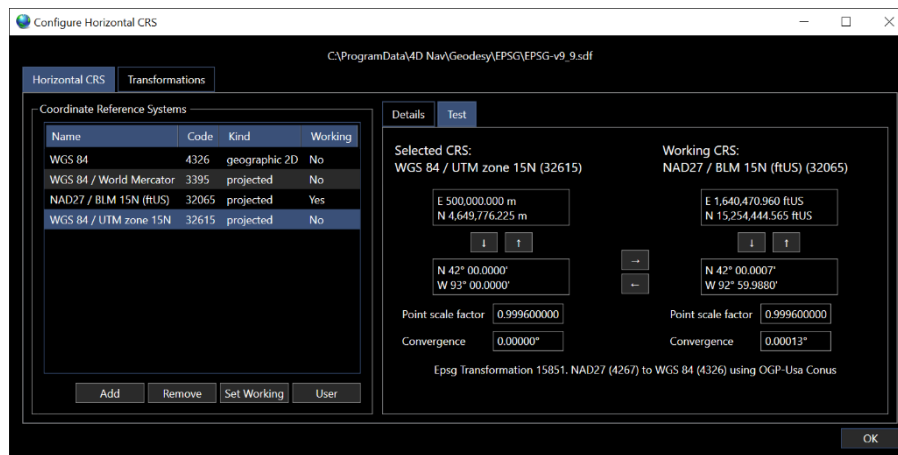 Configure Horizontal CRS
C:\ProgramData\4D Nav\Geodesy\EPSG\EPSG-v9_9.sdf
Horizontal CRS Transformations
Coordinate Reference Systems
Name Code Kind Working
WGS 84 4326 geographic 2D No
WGS 84 / World Mercator 3395 projected No
NAD27 / BLM 15N (ftUS) 32065 projected Yes
WGS 84 / UTM zone 15N 32615 projected No
Add Remove Set Working User
Details Test
Selected CRS:
WGS 84 / UTM zone 15N (32615)
E 500,000.000 m
N 4,649,776.225 m
↓ ↑
N 42° 00.0000'
W 93° 00.0000'
Point scale factor 0.999600000
Convergence 0.00000°
→
←
Working CRS:
NAD27 / BLM 15N (ftUS) (32065)
E 1,640,470.960 ftUS
N 15,254,444.565 ftUS
↓ ↑
N 42° 00.0007'
W 92° 59.9880'
Point scale factor 0.999600000
Convergence 0.00013°
Epsg Transformation 15851. NAD27 (4267) to WGS 84 (4326) using OGP-Usa Conus
OK